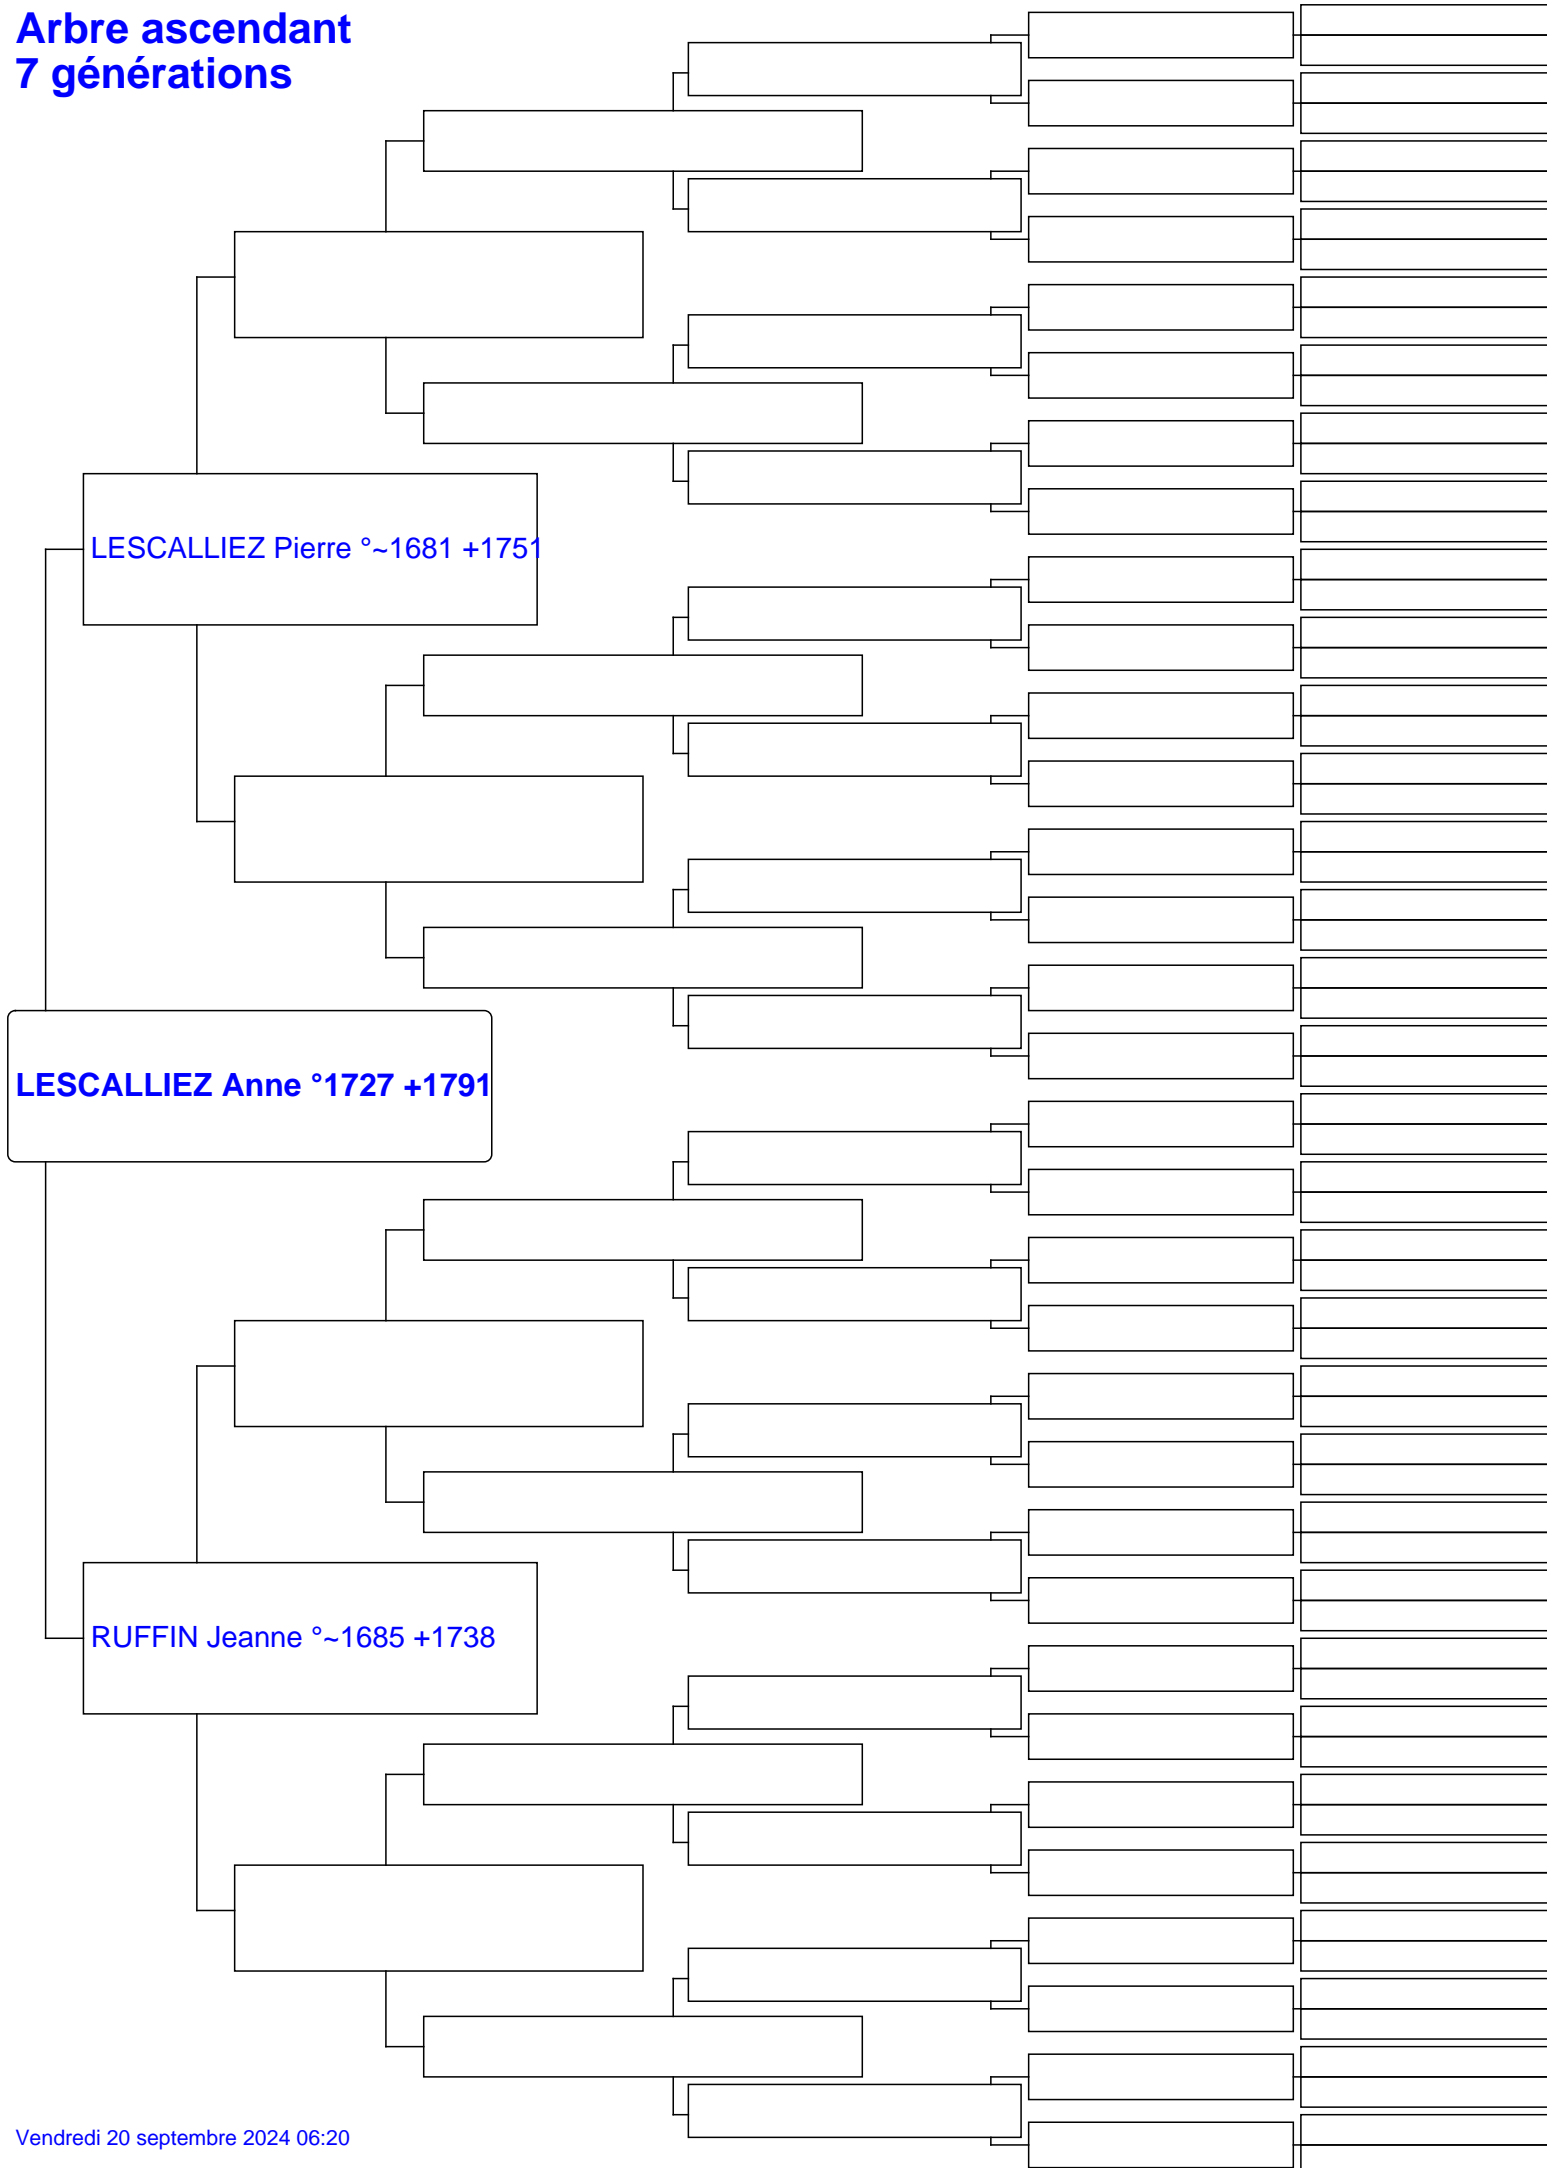 Arbre ascendant
7 générations
LESCALLIEZ Pierre °~1681 +1751
LESCALLIEZ Anne °1727 +1791
RUFFIN Jeanne °~1685 +1738
Vendredi 20 septembre 2024 06:20